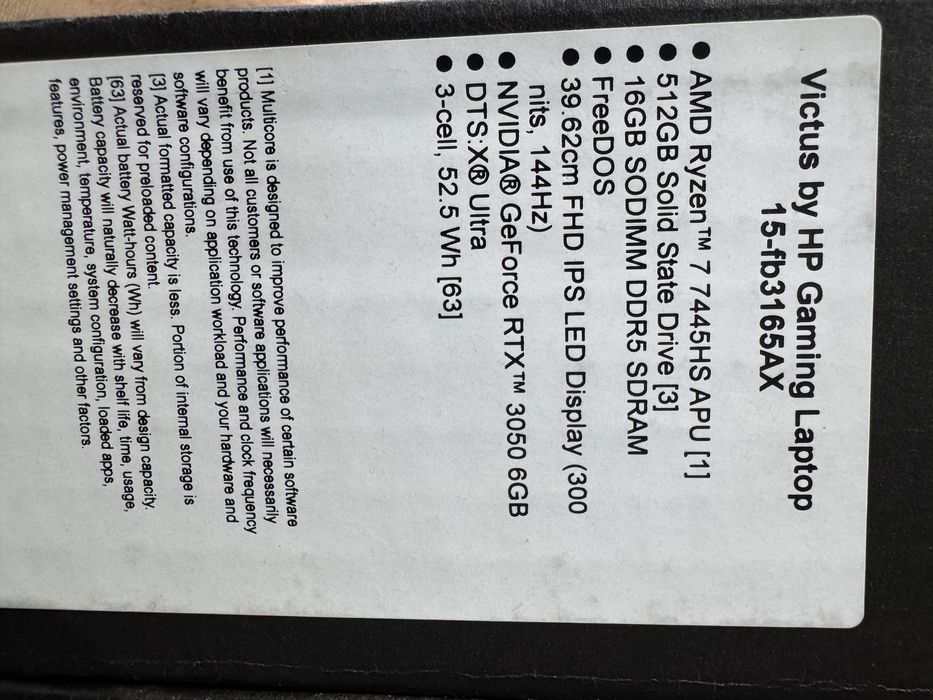 Victus by HP Gaming Laptop
15-fb3165AX
● AMD Ryzen™ 7 7445HS APU [1]
● 512GB Solid State Drive [3]
● 16GB SODIMM DDR5 SDRAM
● FreeDOS
● 39.62cm FHD IPS LED Display (300
nits, 144Hz)
● NVIDIA® GeForce RTX™ 3050 6GB
● DTS:X® Ultra
● 3-cell, 52.5 Wh [63]
[1] Multicore is designed to improve performance of certain software
products. Not all customers or software applications will necessarily
benefit from use of this technology. Performance and clock frequency
will vary depending on application workload and your hardware and
software configurations.
[3] Actual formatted capacity is less. Portion of internal storage is
reserved for preloaded content.
[63] Actual battery Watt-hours (Wh) will vary from design capacity.
Battery capacity will naturally decrease with shelf life, time, usage,
environment, temperature, system configuration, loaded apps,
features, power management settings and other factors.